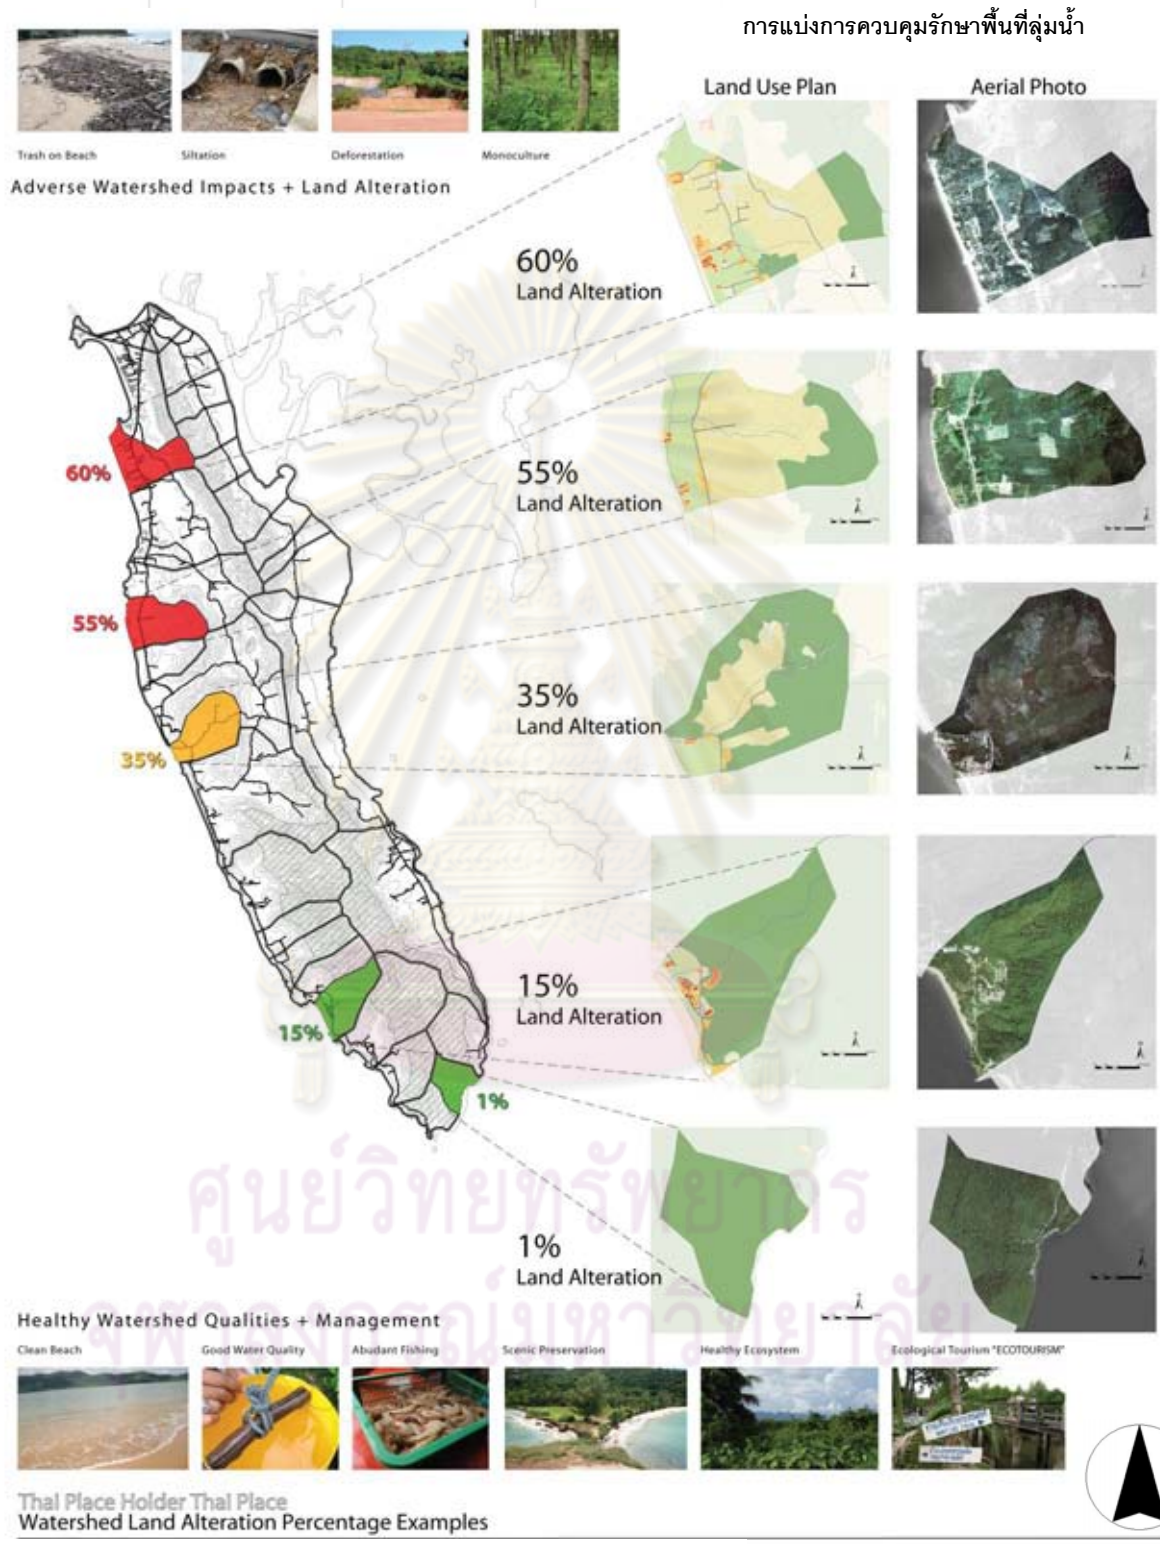 การแบ่งการควบคุมรักษาพื้นที่ลุ่มน้ำ
Land Use Plan
Aerial Photo
Trash on Beach
Siltation
Deforestation
Monoculture
Adverse Watershed Impacts + Land Alteration
60%
Land Alteration
60%
55%
Land Alteration
55%
35%
Land Alteration
35%
15%
Land Alteration
15%
1%
1%
Land Alteration
ศูนย์วิทยทรัพยากร
จุฬาลงกรณ์มหาวิทยาลัย
Healthy Watershed Qualities + Management
Clean Beach
Good Water Quality
Abudant Fishing
Scenic Preservation
Healthy Ecosystem
Ecological Tourism "ECOTOURISM"
Thai Place Holder Thai Place
Watershed Land Alteration Percentage Examples